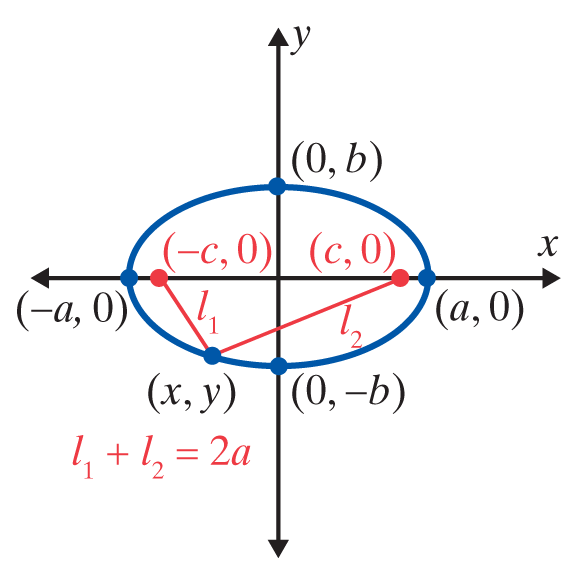 y
(0, b)
x
(−c, 0) (c, 0)
(−a, 0) (a, 0)
l₁ l₂
(x, y) (0, −b)
l₁ + l₂ = 2a